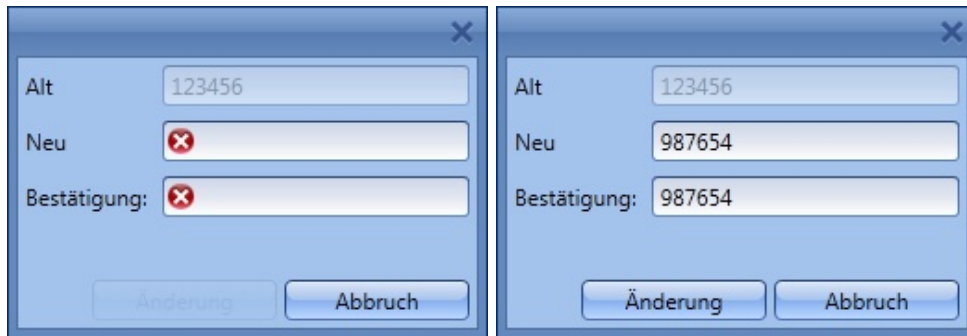 Alt 123456
Neu
Bestätigung:
Änderung Abbruch
Alt 123456
Neu 987654
Bestätigung: 987654
Änderung Abbruch